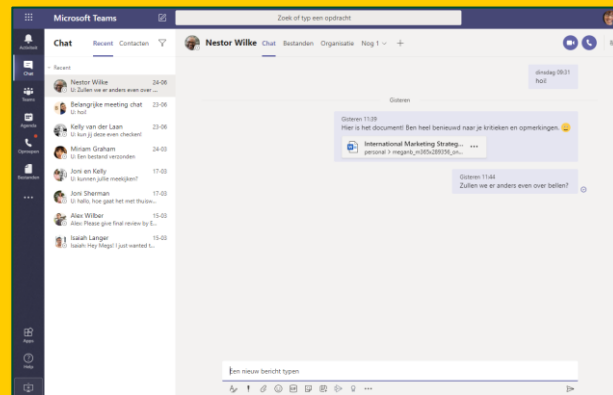 Microsoft Teams
Zoek of typ een opdracht
Activiteit
Chat
Teams
Agenda
Oproepen
Bestanden
Apps
Help
Chat
Recent
Contacten
Recent
Nestor Wilke
24-06
U: Zullen we er anders even over ...
Belangrijke meeting chat
23-06
U: hoi!
Kelly van der Laan
23-06
U: kun jij deze even checken!
Miriam Graham
24-03
U: Een bestand verzonden
Joni en Kelly
17-03
U: kunnen jullie meekijken?
Joni Sherman
17-03
U: hallo, hoe gaat het met thuisw...
Alex Wilber
15-03
Alex: Please give final review by E...
Isaiah Langer
15-03
Isaiah: Hey Megs! I just wanted t...
Nestor Wilke
Chat
Bestanden
Organisatie
Nog 1
dinsdag 09:31
hoi!
Gisteren
Gisteren 11:39
Hier is het document! Ben heel benieuwd naar je kritieken en opmerkingen.
International Marketing Strateg...
Gisteren 11:44
Zullen we er anders even over bellen?
Een nieuw bericht typen